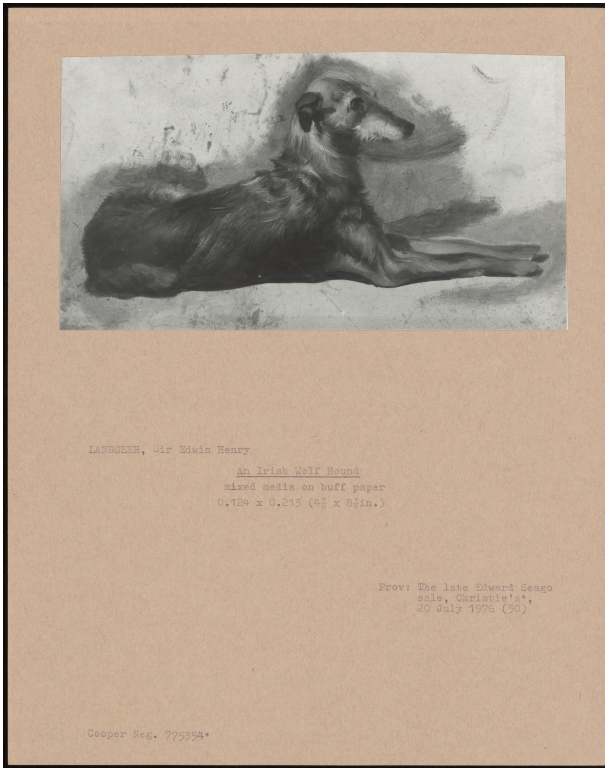 LANDSEER, Sir Edwin Henry
An Irish Wolf Hound
mixed media on buff paper
0.124 x 0.215 (4⅞ x 8½in.)
Prov: The late Edward Seago
sale, Christie's,
20 July 1976 (50)
Cooper Neg. 775354